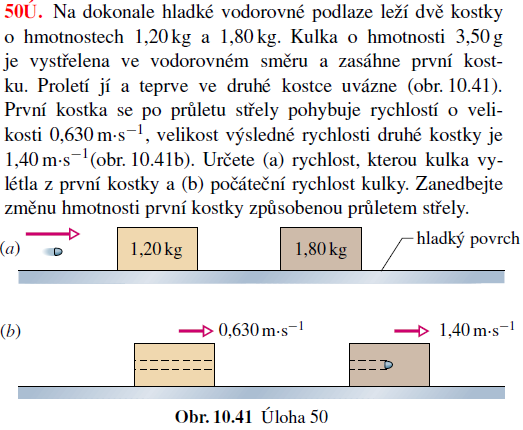 50Ú. Na dokonale hladké vodorovné podlaze leží dvě kostky
o hmotnostech 1,20 kg a 1,80 kg. Kulka o hmotnosti 3,50 g
je vystřelena ve vodorovném směru a zasáhne první kost-
ku. Proletí jí a teprve ve druhé kostce uvázne (obr. 10.41).
První kostka se po průletu střely pohybuje rychlostí o veli-
kosti 0,630 m·s⁻¹, velikost výsledné rychlosti druhé kostky je
1,40 m·s⁻¹(obr. 10.41b). Určete (a) rychlost, kterou kulka vy-
létla z první kostky a (b) počáteční rychlost kulky. Zanedbejte
změnu hmotnosti první kostky způsobenou průletem střely.
(a) 1,20 kg 1,80 kg hladký povrch
(b) 0,630 m·s⁻¹ 1,40 m·s⁻¹
Obr. 10.41 Úloha 50